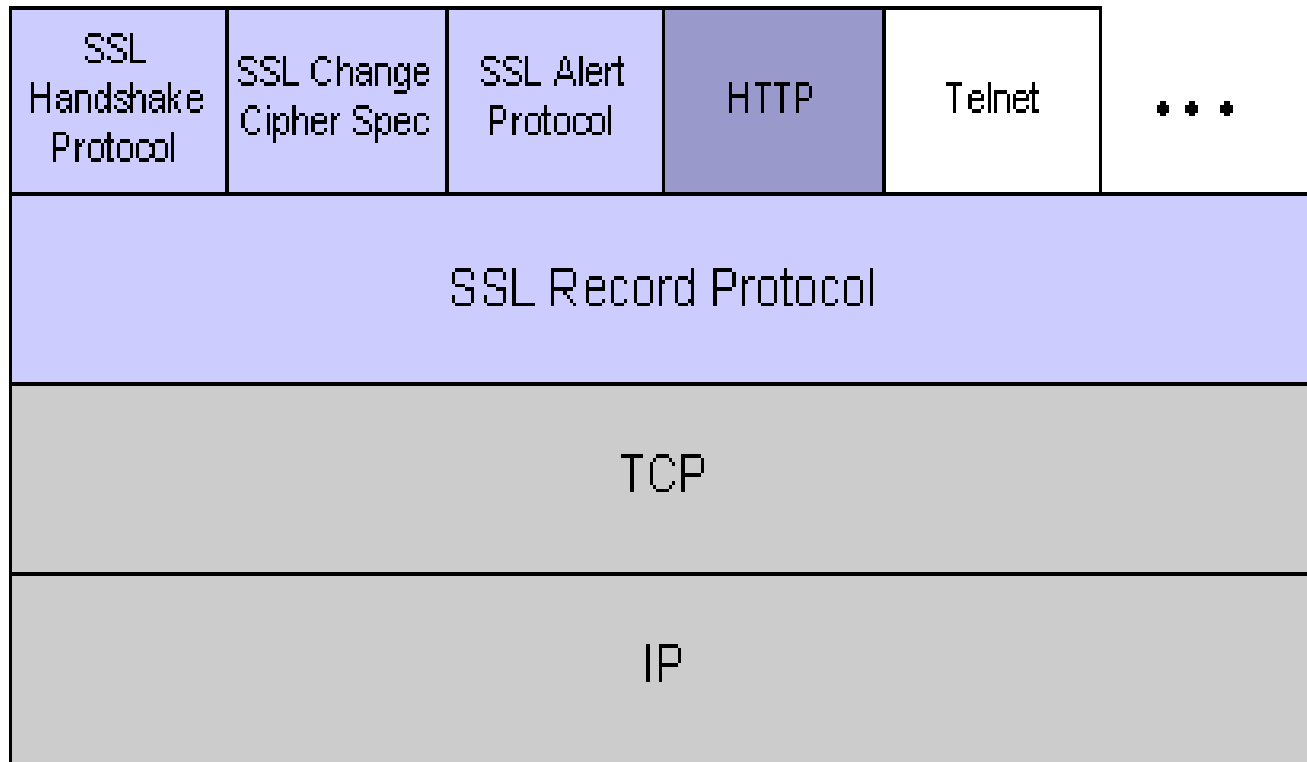 SSL
Handshake
Protocol
SSL Change
Cipher Spec
SSL Alert
Protocol
HTTP
Telnet
...
SSL Record Protocol
TCP
IP